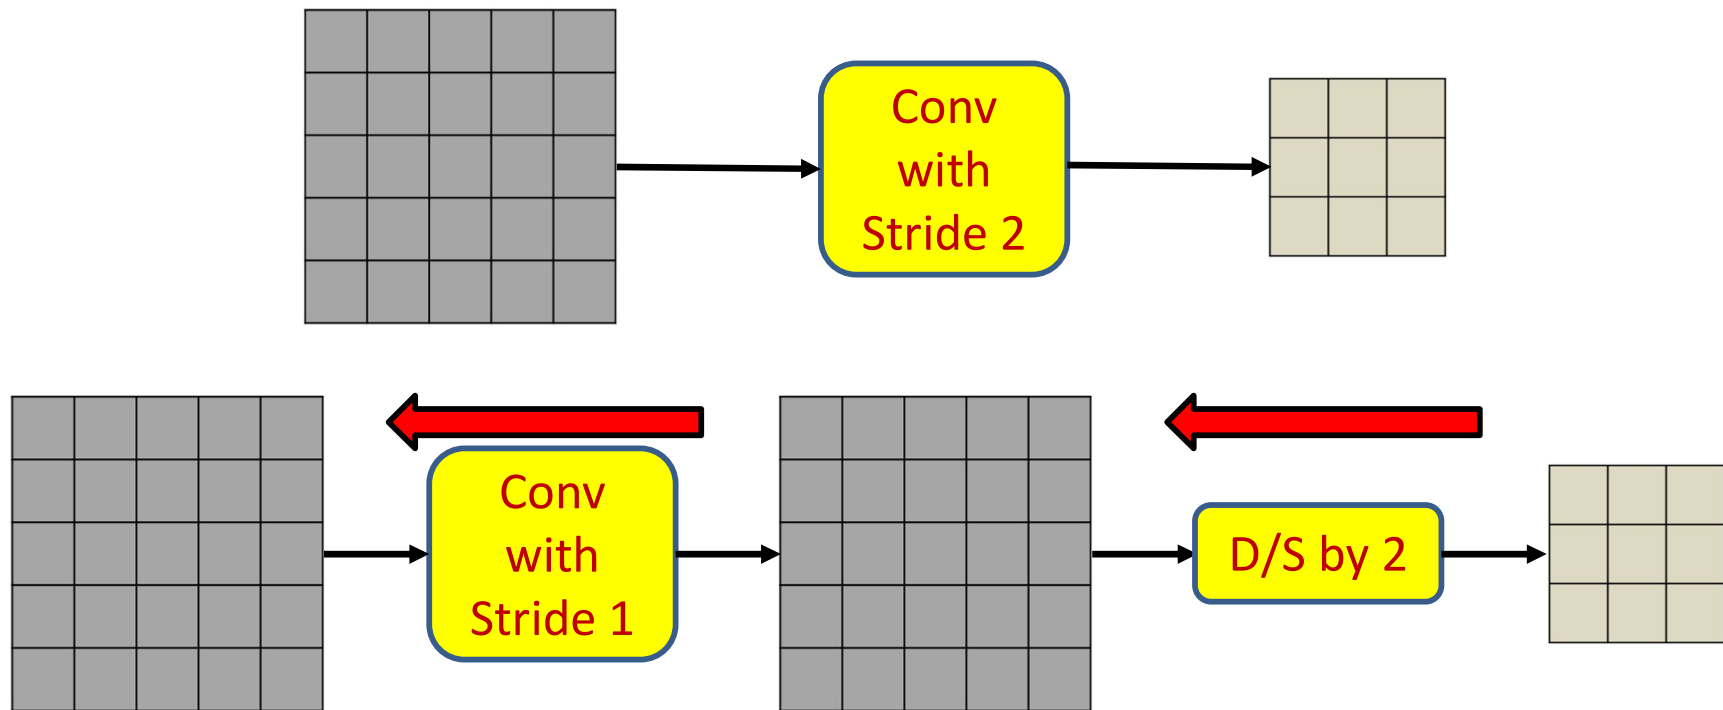 Conv
with
Stride 2
Conv
with
Stride 1
D/S by 2